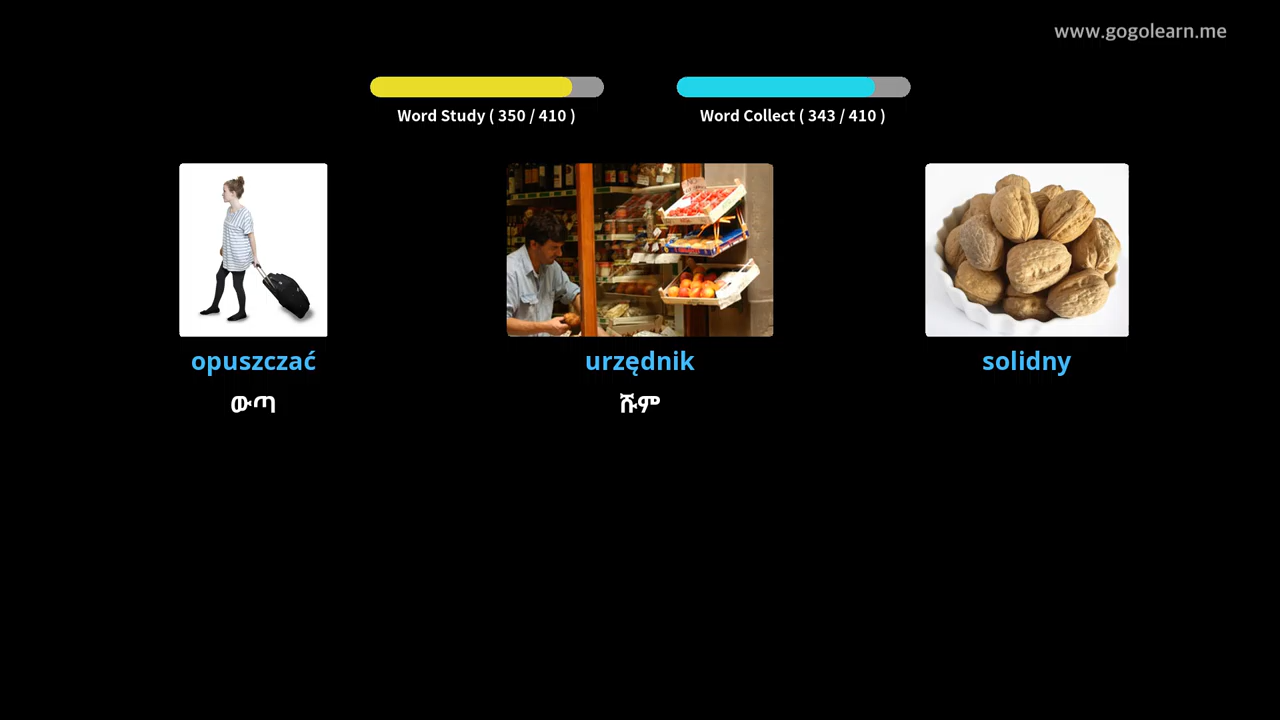 www.gogolearn.me
Word Study ( 350 / 410 )
Word Collect ( 343 / 410 )
opuszczać
urzędnik
solidny
ውጣ
ሹም